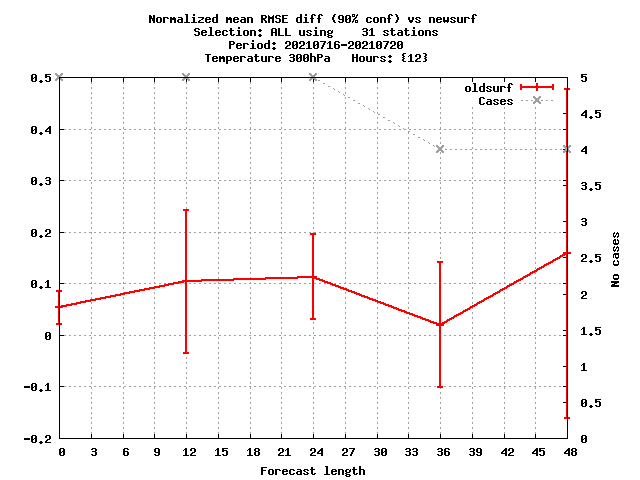 Normalized mean RMSE diff (90% conf) vs newsurf
Selection: ALL using    31 stations
Period: 20210716-20210720
Temperature 300hPa   Hours: {12}
oldsurf
Cases
0.5
0.4
0.3
0.2
0.1
0
-0.1
-0.2
5
4.5
4
3.5
3
2.5
2
1.5
1
0.5
0
No cases
0 3 6 9 12 15 18 21 24 27 30 33 36 39 42 45 48
Forecast length